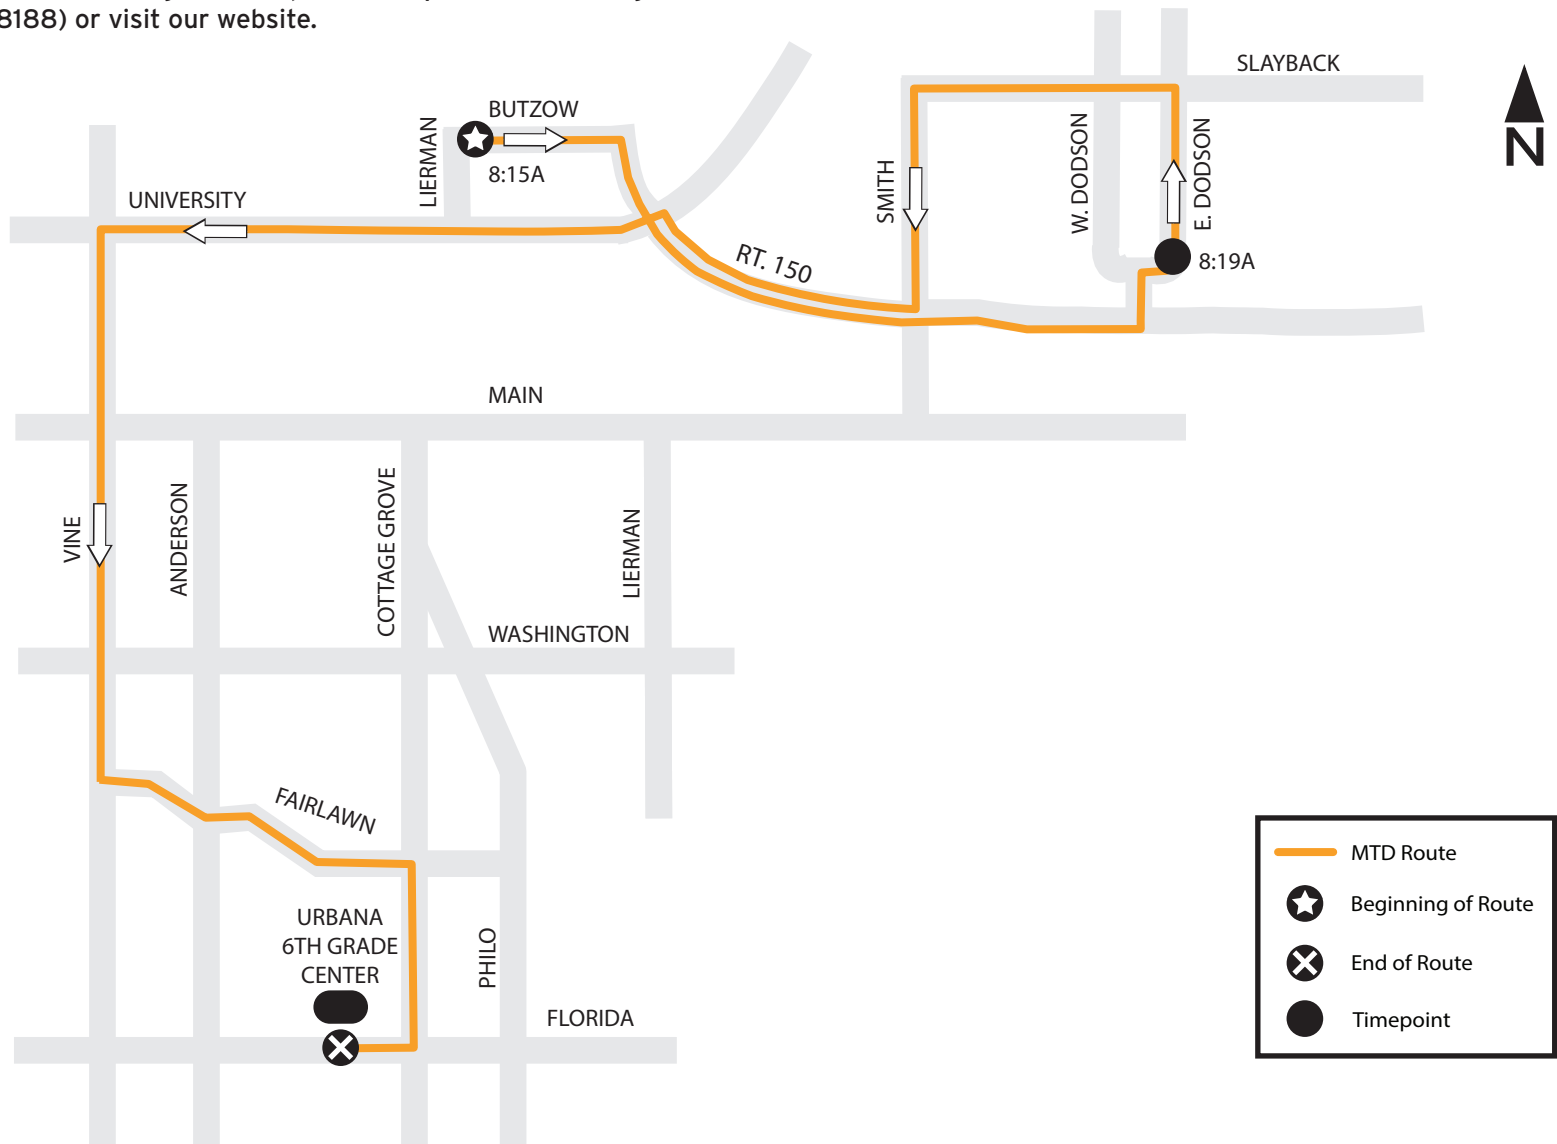 8188) or visit our website.
SLAYBACK
BUTZOW
LIERMAN
8:15A
W. DODSON
E. DODSON
N
UNIVERSITY
SMITH
RT. 150
8:19A
MAIN
VINE
ANDERSON
COTTAGE GROVE
LIERMAN
WASHINGTON
FAIRLAWN
URBANA
6TH GRADE
CENTER
PHILO
FLORIDA
MTD Route
Beginning of Route
End of Route
Timepoint